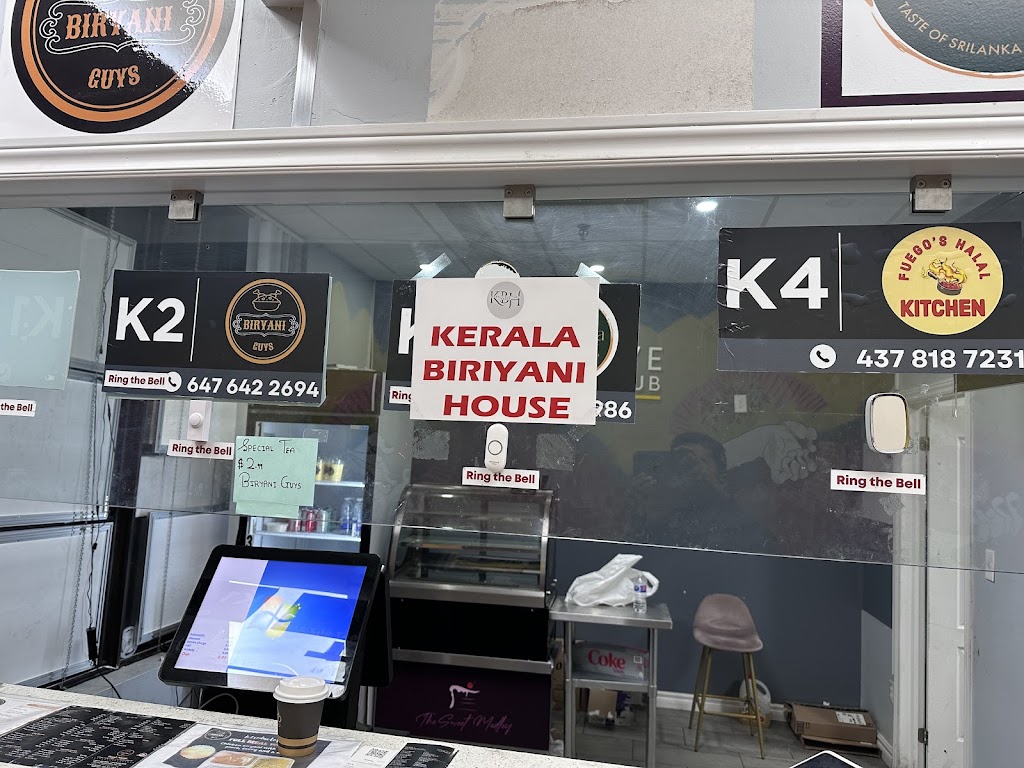 BIRYANI
GUYS
TASTE OF SRILANKA
K1
K2
BIRYANI
GUYS
Ring the Bell
647 642 2694
KBH
KERALA
BIRIYANI
HOUSE
986
K4
FUEGO'S HALAL
KITCHEN
437 818 7231
the Bell
Ring the Bell
Ring the Bell
Ring the Bell
SPECIAL TEA
$2.99
BIRYANI GUYS
Coke
The Sweet Medley